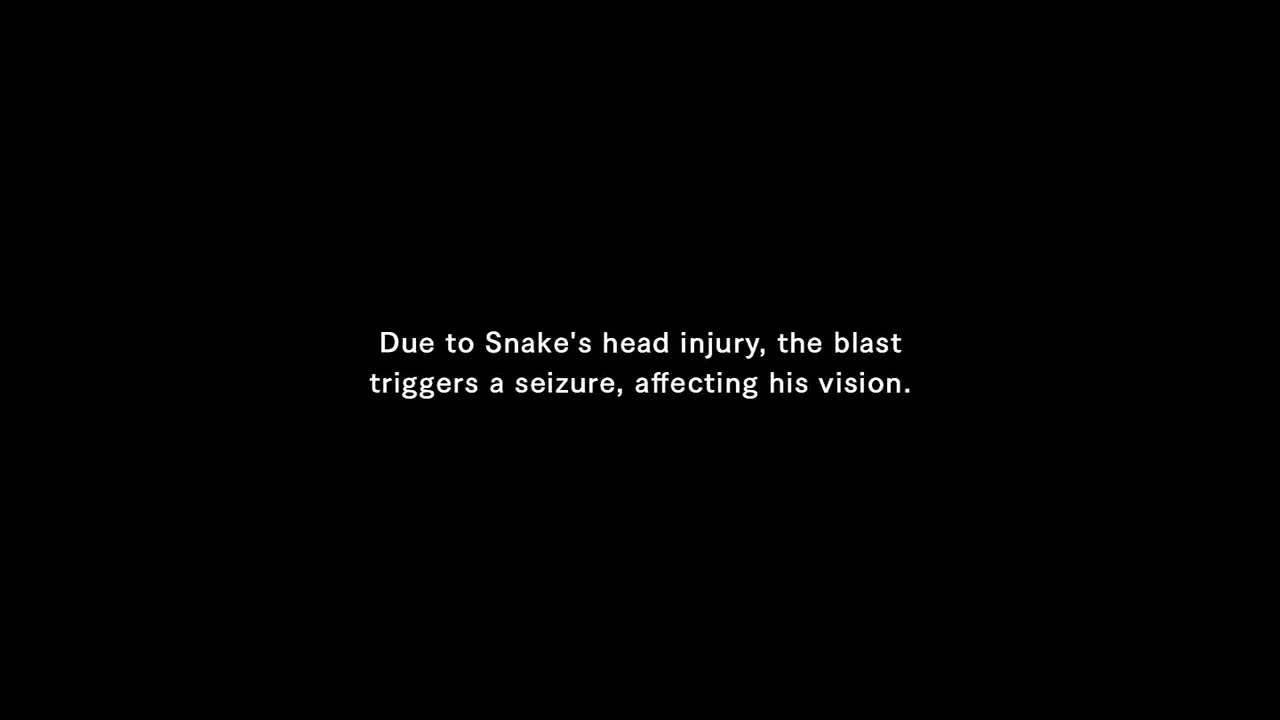 Due to Snake's head injury, the blast
triggers a seizure, affecting his vision.